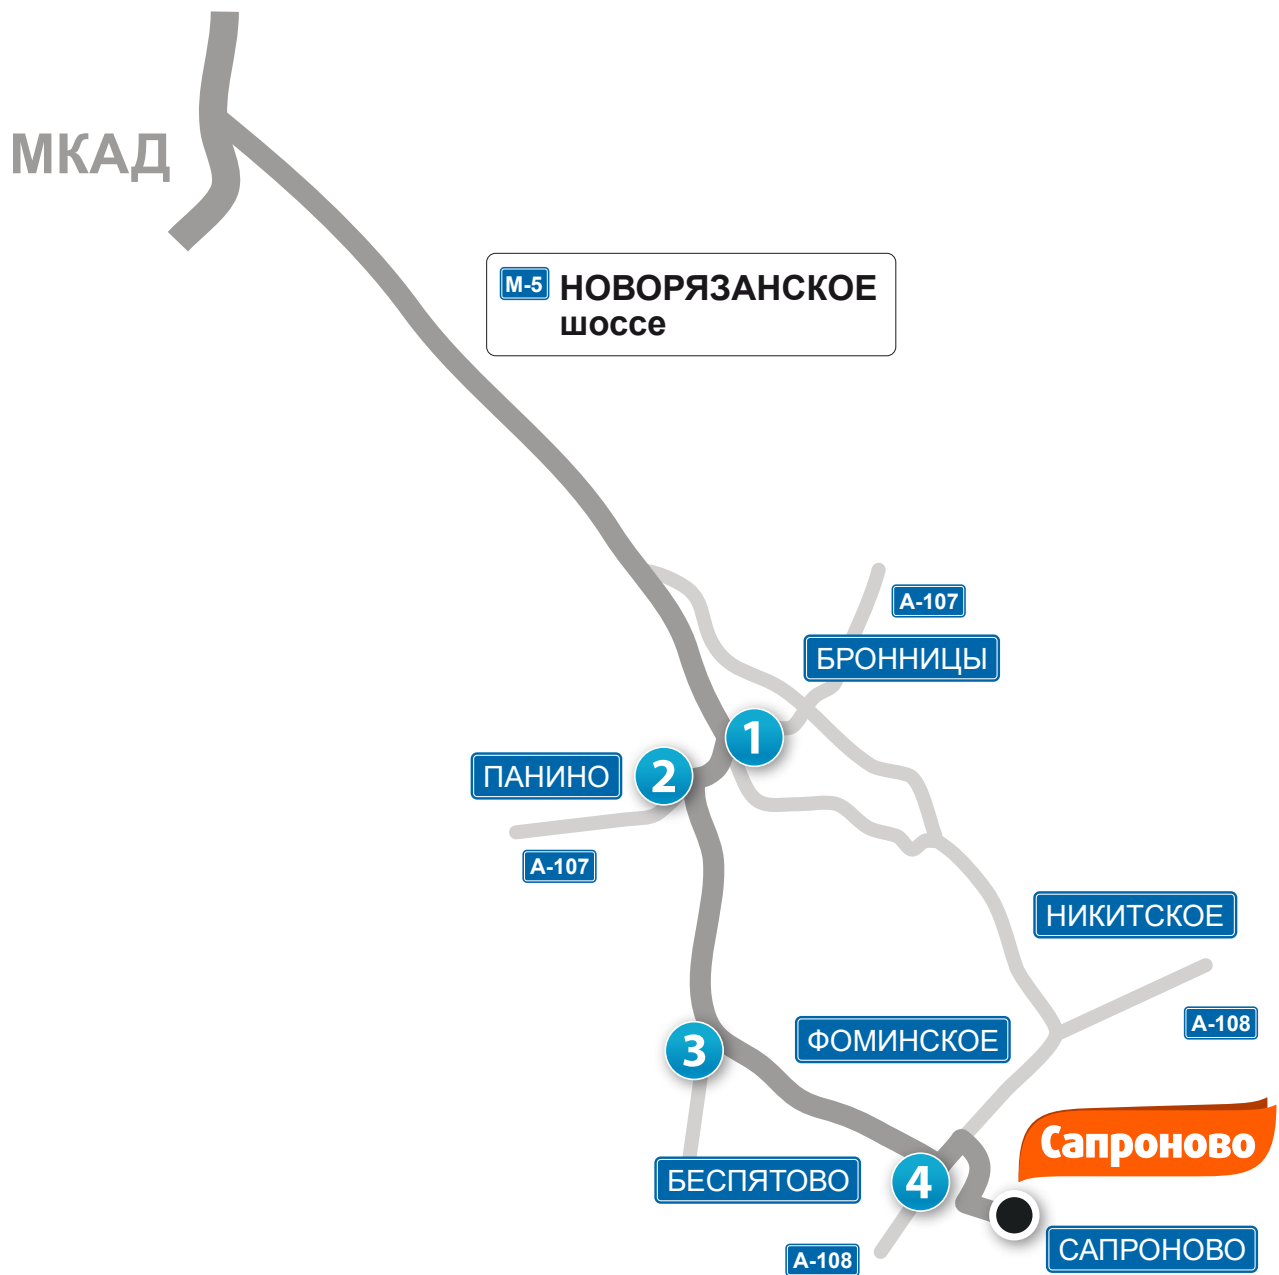 МКАД
М-5 НОВОРЯЗАНСКОЕ
шоссе
А-107
БРОННИЦЫ
1
ПАНИНО
2
А-107
НИКИТСКОЕ
А-108
ФОМИНСКОЕ
3
Сапроново
БЕСПЯТОВО
4
САПРОНОВО
А-108